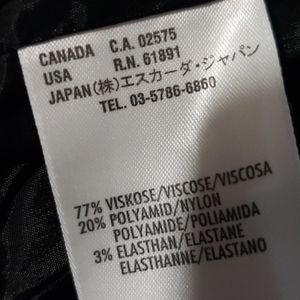 CANADA C.A. 02575
USA R.N. 61891
JAPAN(株)エスカーダ・ジャパン
TEL. 03-5786-6860
77% VISKOSE/VISCOSE/VISCOSA
20% POLYAMID/NYLON
POLYAMIDE/POLIAMIDA
3% ELASTHAN/ELASTANE
ELASTHANNE/ELASTANO